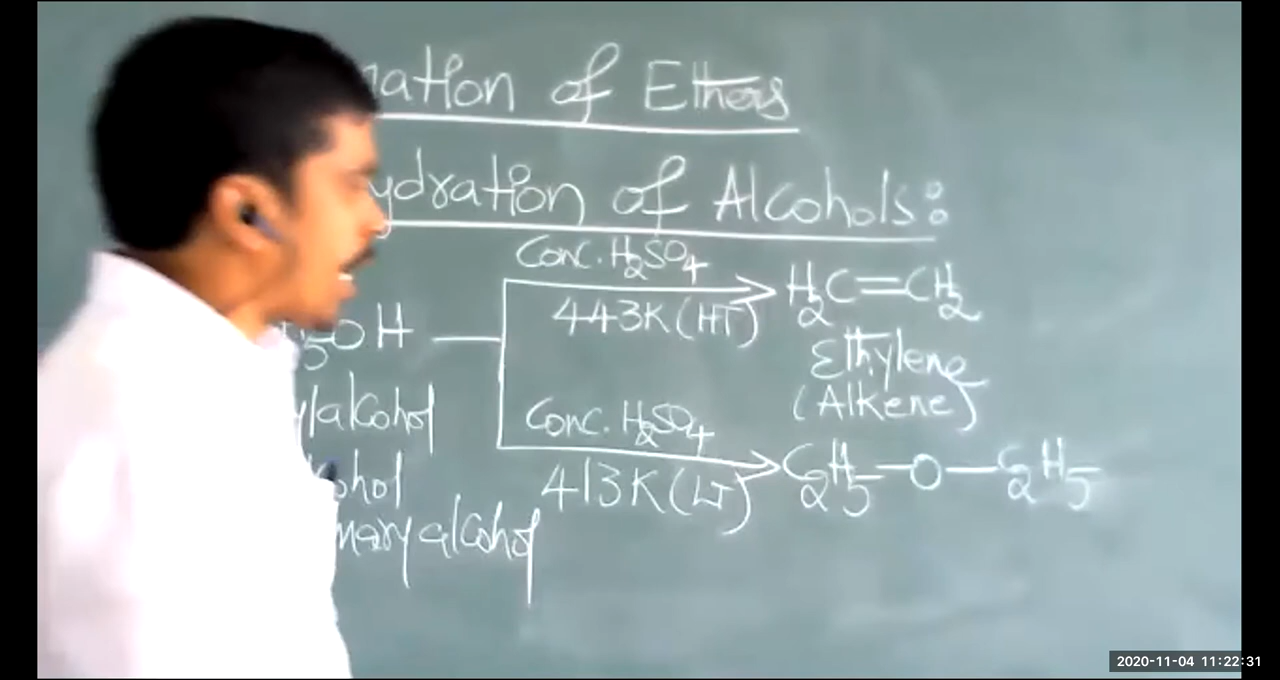 ation of Ethers
ydration of Alcohols:
Conc. H2SO4
443K (HT)
H2C=CH2
Ethylene
(Alkene)
5OH
alcohol
ohol
mary alcohol
Conc. H2SO4
413K (LT)
C2H5-O-C2H5
2020-11-04 11:22:31